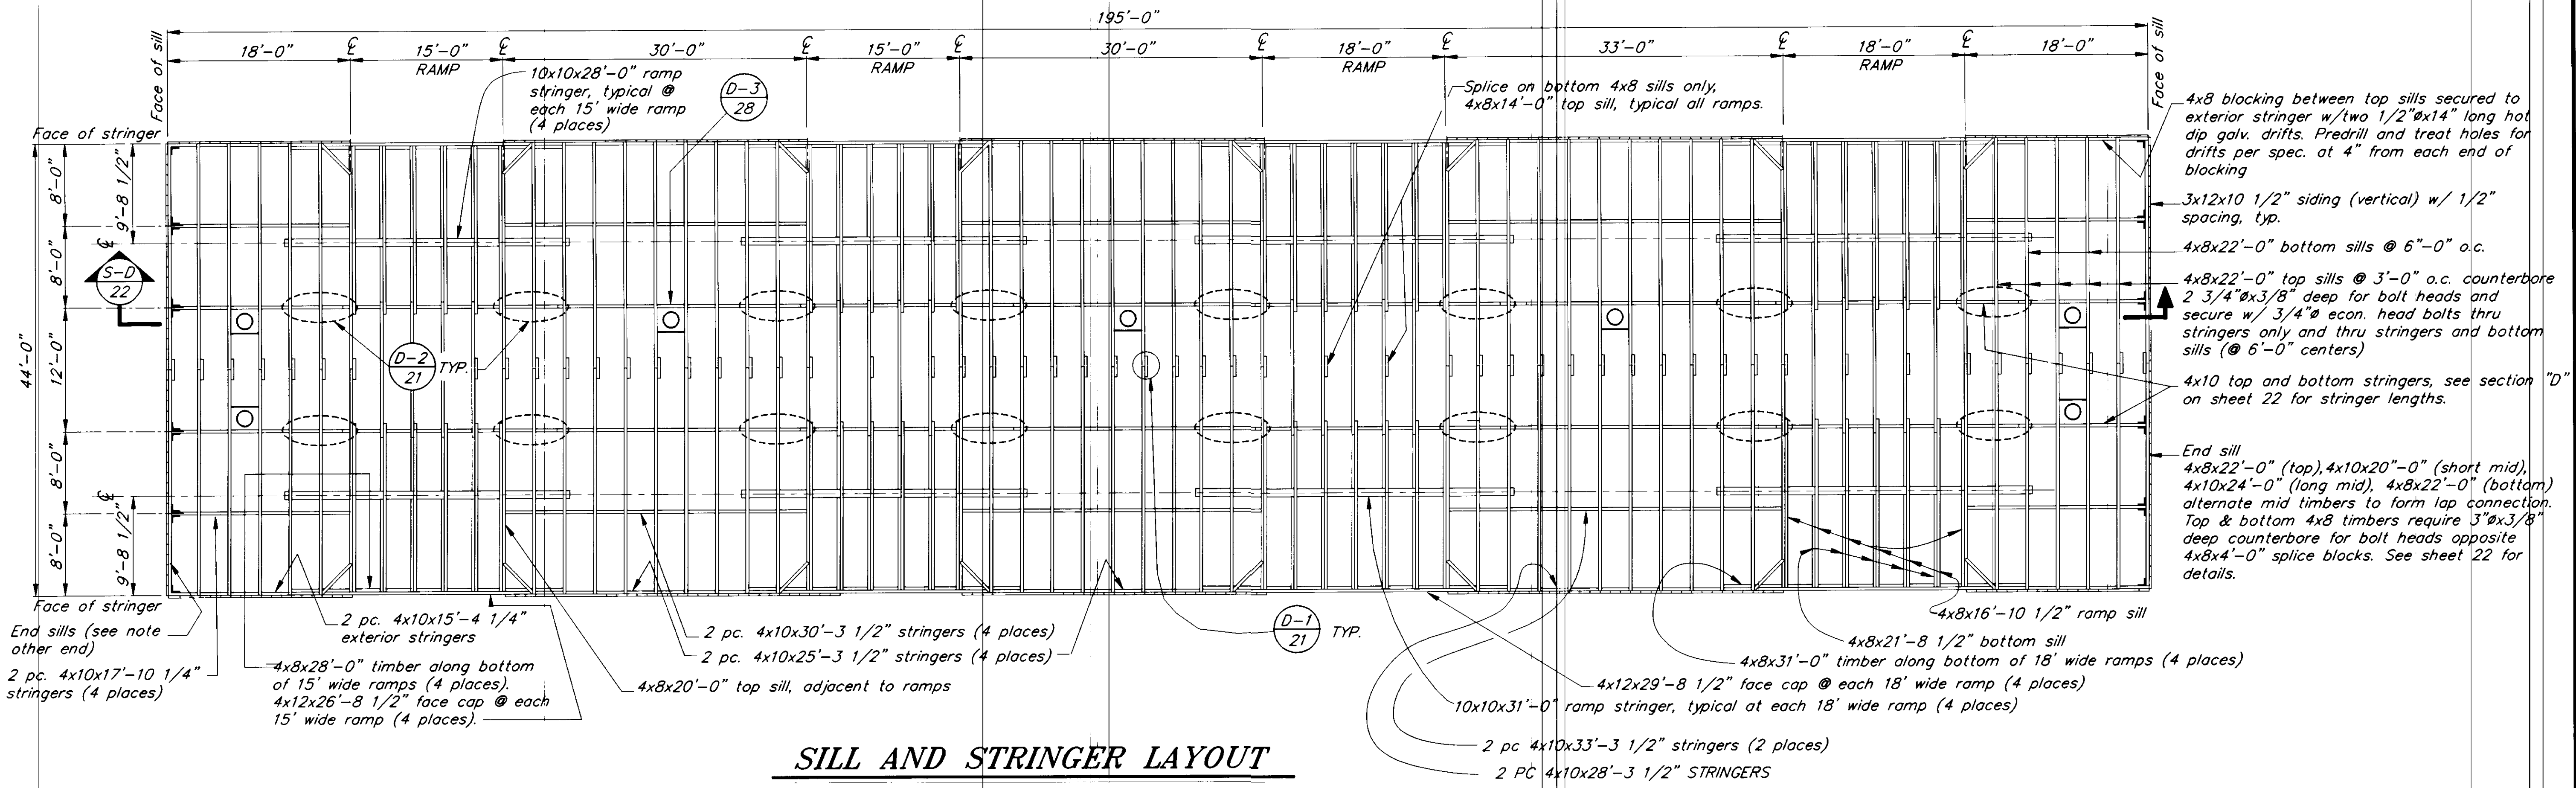 195'-0"
Face of sill
18'-0"
℄
15'-0"
RAMP
℄
30'-0"
℄
15'-0"
RAMP
℄
30'-0"
℄
18'-0"
RAMP
℄
33'-0"
℄
18'-0"
RAMP
℄
18'-0"
Face of sill
10x10x28'-0" ramp
stringer, typical @
each 15' wide ramp
(4 places)
D-3
28
Splice on bottom 4x8 sills only,
4x8x14'-0" top sill, typical all ramps.
Face of stringer
44'-0"
8'-0"
8'-0"
12'-0"
8'-0"
8'-0"
9'-8 1/2"
℄
℄
9'-8 1/2"
S-D
22
D-2
21
TYP.
Face of stringer
4x8 blocking between top sills secured to
exterior stringer w/two 1/2"øx14" long hot
dip galv. drifts. Predrill and treat holes for
drifts per spec. at 4" from each end of
blocking
3x12x10 1/2" siding (vertical) w/ 1/2"
spacing, typ.
4x8x22'-0" bottom sills @ 6"-0" o.c.
4x8x22'-0" top sills @ 3'-0" o.c. counterbore
2 3/4"øx3/8" deep for bolt heads and
secure w/ 3/4"ø econ. head bolts thru
stringers only and thru stringers and bottom
sills (@ 6'-0" centers)
4x10 top and bottom stringers, see section "D"
on sheet 22 for stringer lengths.
End sill
4x8x22'-0" (top), 4x10x20"-0" (short mid),
4x10x24'-0" (long mid), 4x8x22'-0" (bottom)
alternate mid timbers to form lap connection.
Top & bottom 4x8 timbers require 3"øx3/8"
deep counterbore for bolt heads opposite
4x8x4'-0" splice blocks. See sheet 22 for
details.
End sills (see note
other end)
2 pc. 4x10x17'-10 1/4"
stringers (4 places)
2 pc. 4x10x15'-4 1/4"
exterior stringers
4x8x28'-0" timber along bottom
of 15' wide ramps (4 places).
4x12x26'-8 1/2" face cap @ each
15' wide ramp (4 places).
2 pc. 4x10x30'-3 1/2" stringers (4 places)
2 pc. 4x10x25'-3 1/2" stringers (4 places)
4x8x20'-0" top sill, adjacent to ramps
D-1
21
TYP.
4x8x16'-10 1/2" ramp sill
4x8x21'-8 1/2" bottom sill
4x8x31'-0" timber along bottom of 18' wide ramps (4 places)
4x12x29'-8 1/2" face cap @ each 18' wide ramp (4 places)
10x10x31'-0" ramp stringer, typical at each 18' wide ramp (4 places)
2 pc 4x10x33'-3 1/2" stringers (2 places)
2 PC 4x10x28'-3 1/2" STRINGERS
SILL AND STRINGER LAYOUT